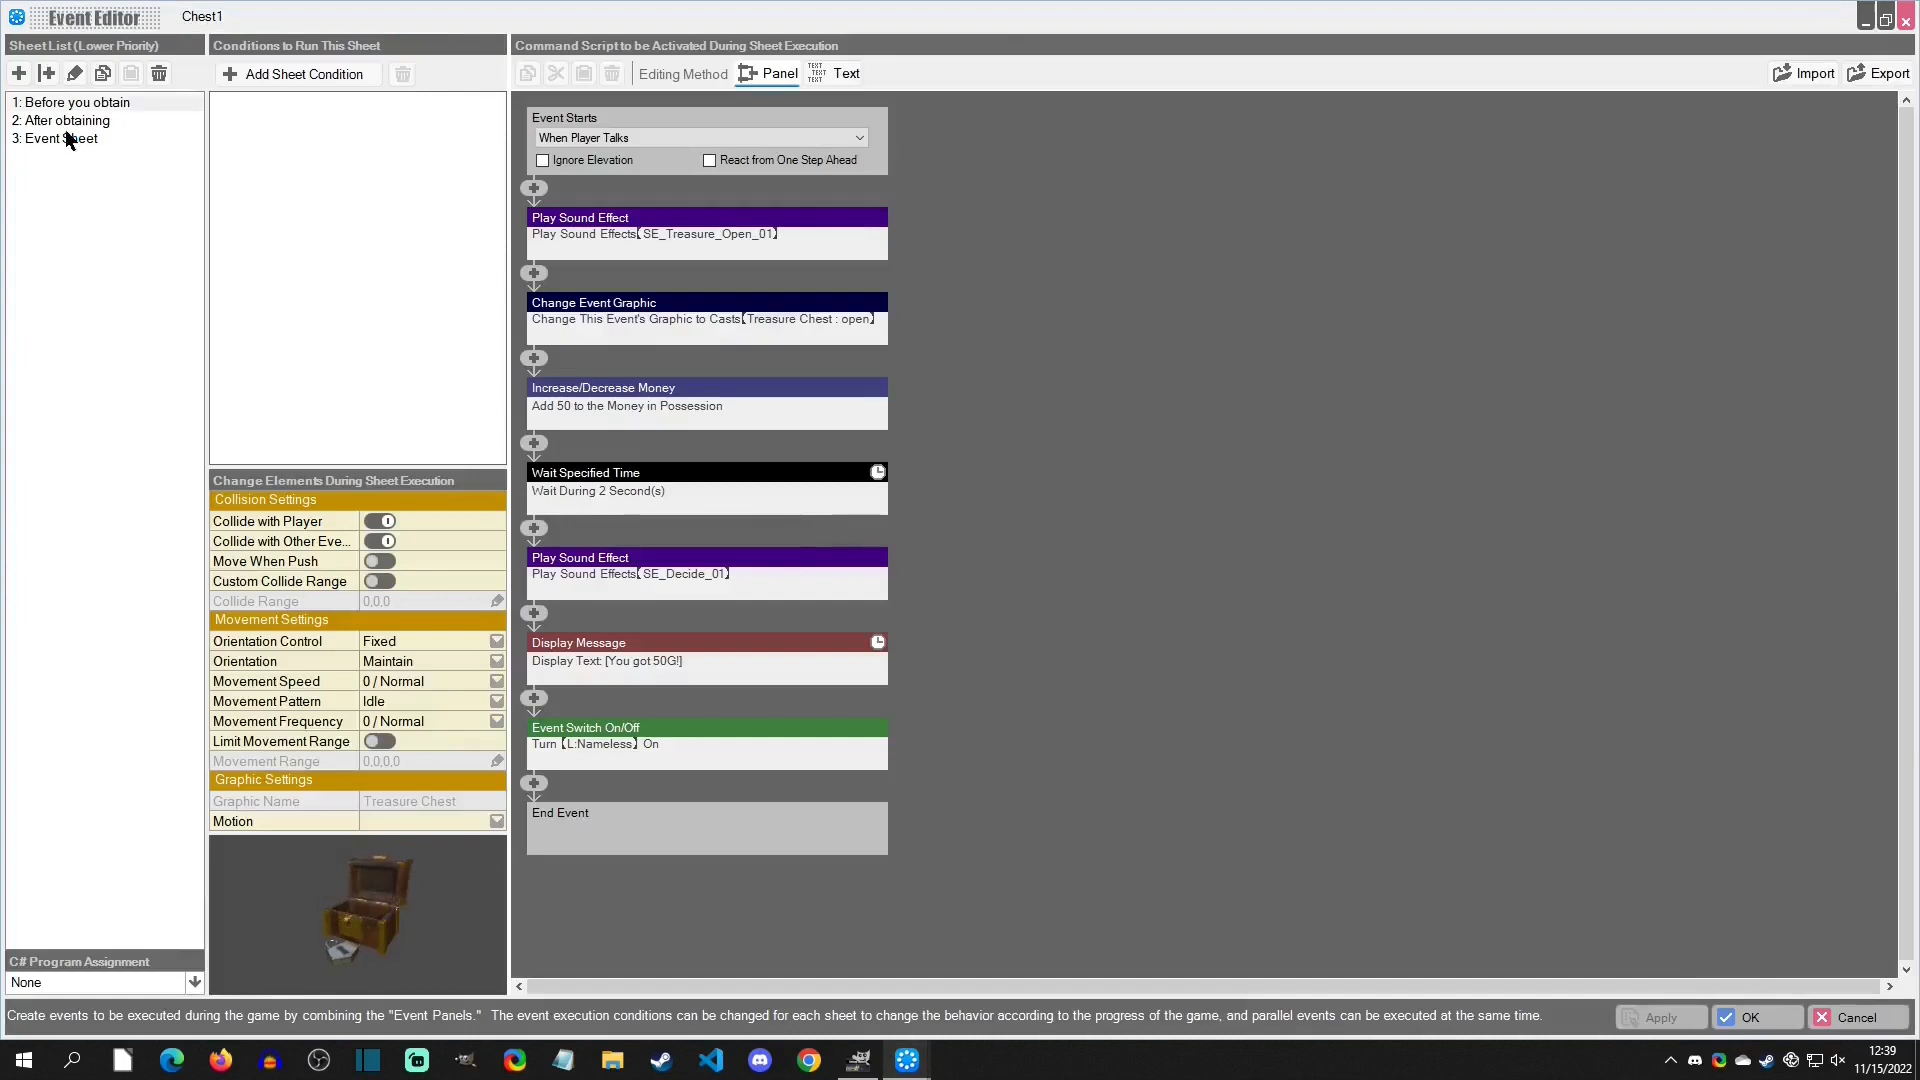 Event Editor
Chest1
Sheet List (Lower Priority)
Conditions to Run This Sheet
Command Script to be Activated During Sheet Execution
Add Sheet Condition
Editing Method
Panel
TEXT
TEXT
TEXT
Text
Import
Export
1: Before you obtain
2: After obtaining
3: Event Sheet
Event Starts
When Player Talks
Ignore Elevation
React from One Step Ahead
Play Sound Effect
Play Sound Effects【SE_Treasure_Open_01】
Change Event Graphic
Change This Event's Graphic to Casts【Treasure Chest : open】
Increase/Decrease Money
Add 50 to the Money in Possession
Wait Specified Time
Wait During 2 Second(s)
Play Sound Effect
Play Sound Effects【SE_Decide_01】
Display Message
Display Text: [You got 50G!]
Event Switch On/Off
Turn【L:Nameless】On
End Event
Change Elements During Sheet Execution
Collision Settings
Collide with Player
Collide with Other Eve...
Move When Push
Custom Collide Range
Collide Range 0,0,0
Movement Settings
Orientation Control Fixed
Orientation Maintain
Movement Speed 0 / Normal
Movement Pattern Idle
Movement Frequency 0 / Normal
Limit Movement Range
Movement Range 0,0,0,0
Graphic Settings
Graphic Name Treasure Chest
Motion
C# Program Assignment
None
Create events to be executed during the game by combining the "Event Panels." The event execution conditions can be changed for each sheet to change the behavior according to the progress of the game, and parallel events can be executed at the same time.
Apply
OK
Cancel
12:39
11/15/2022